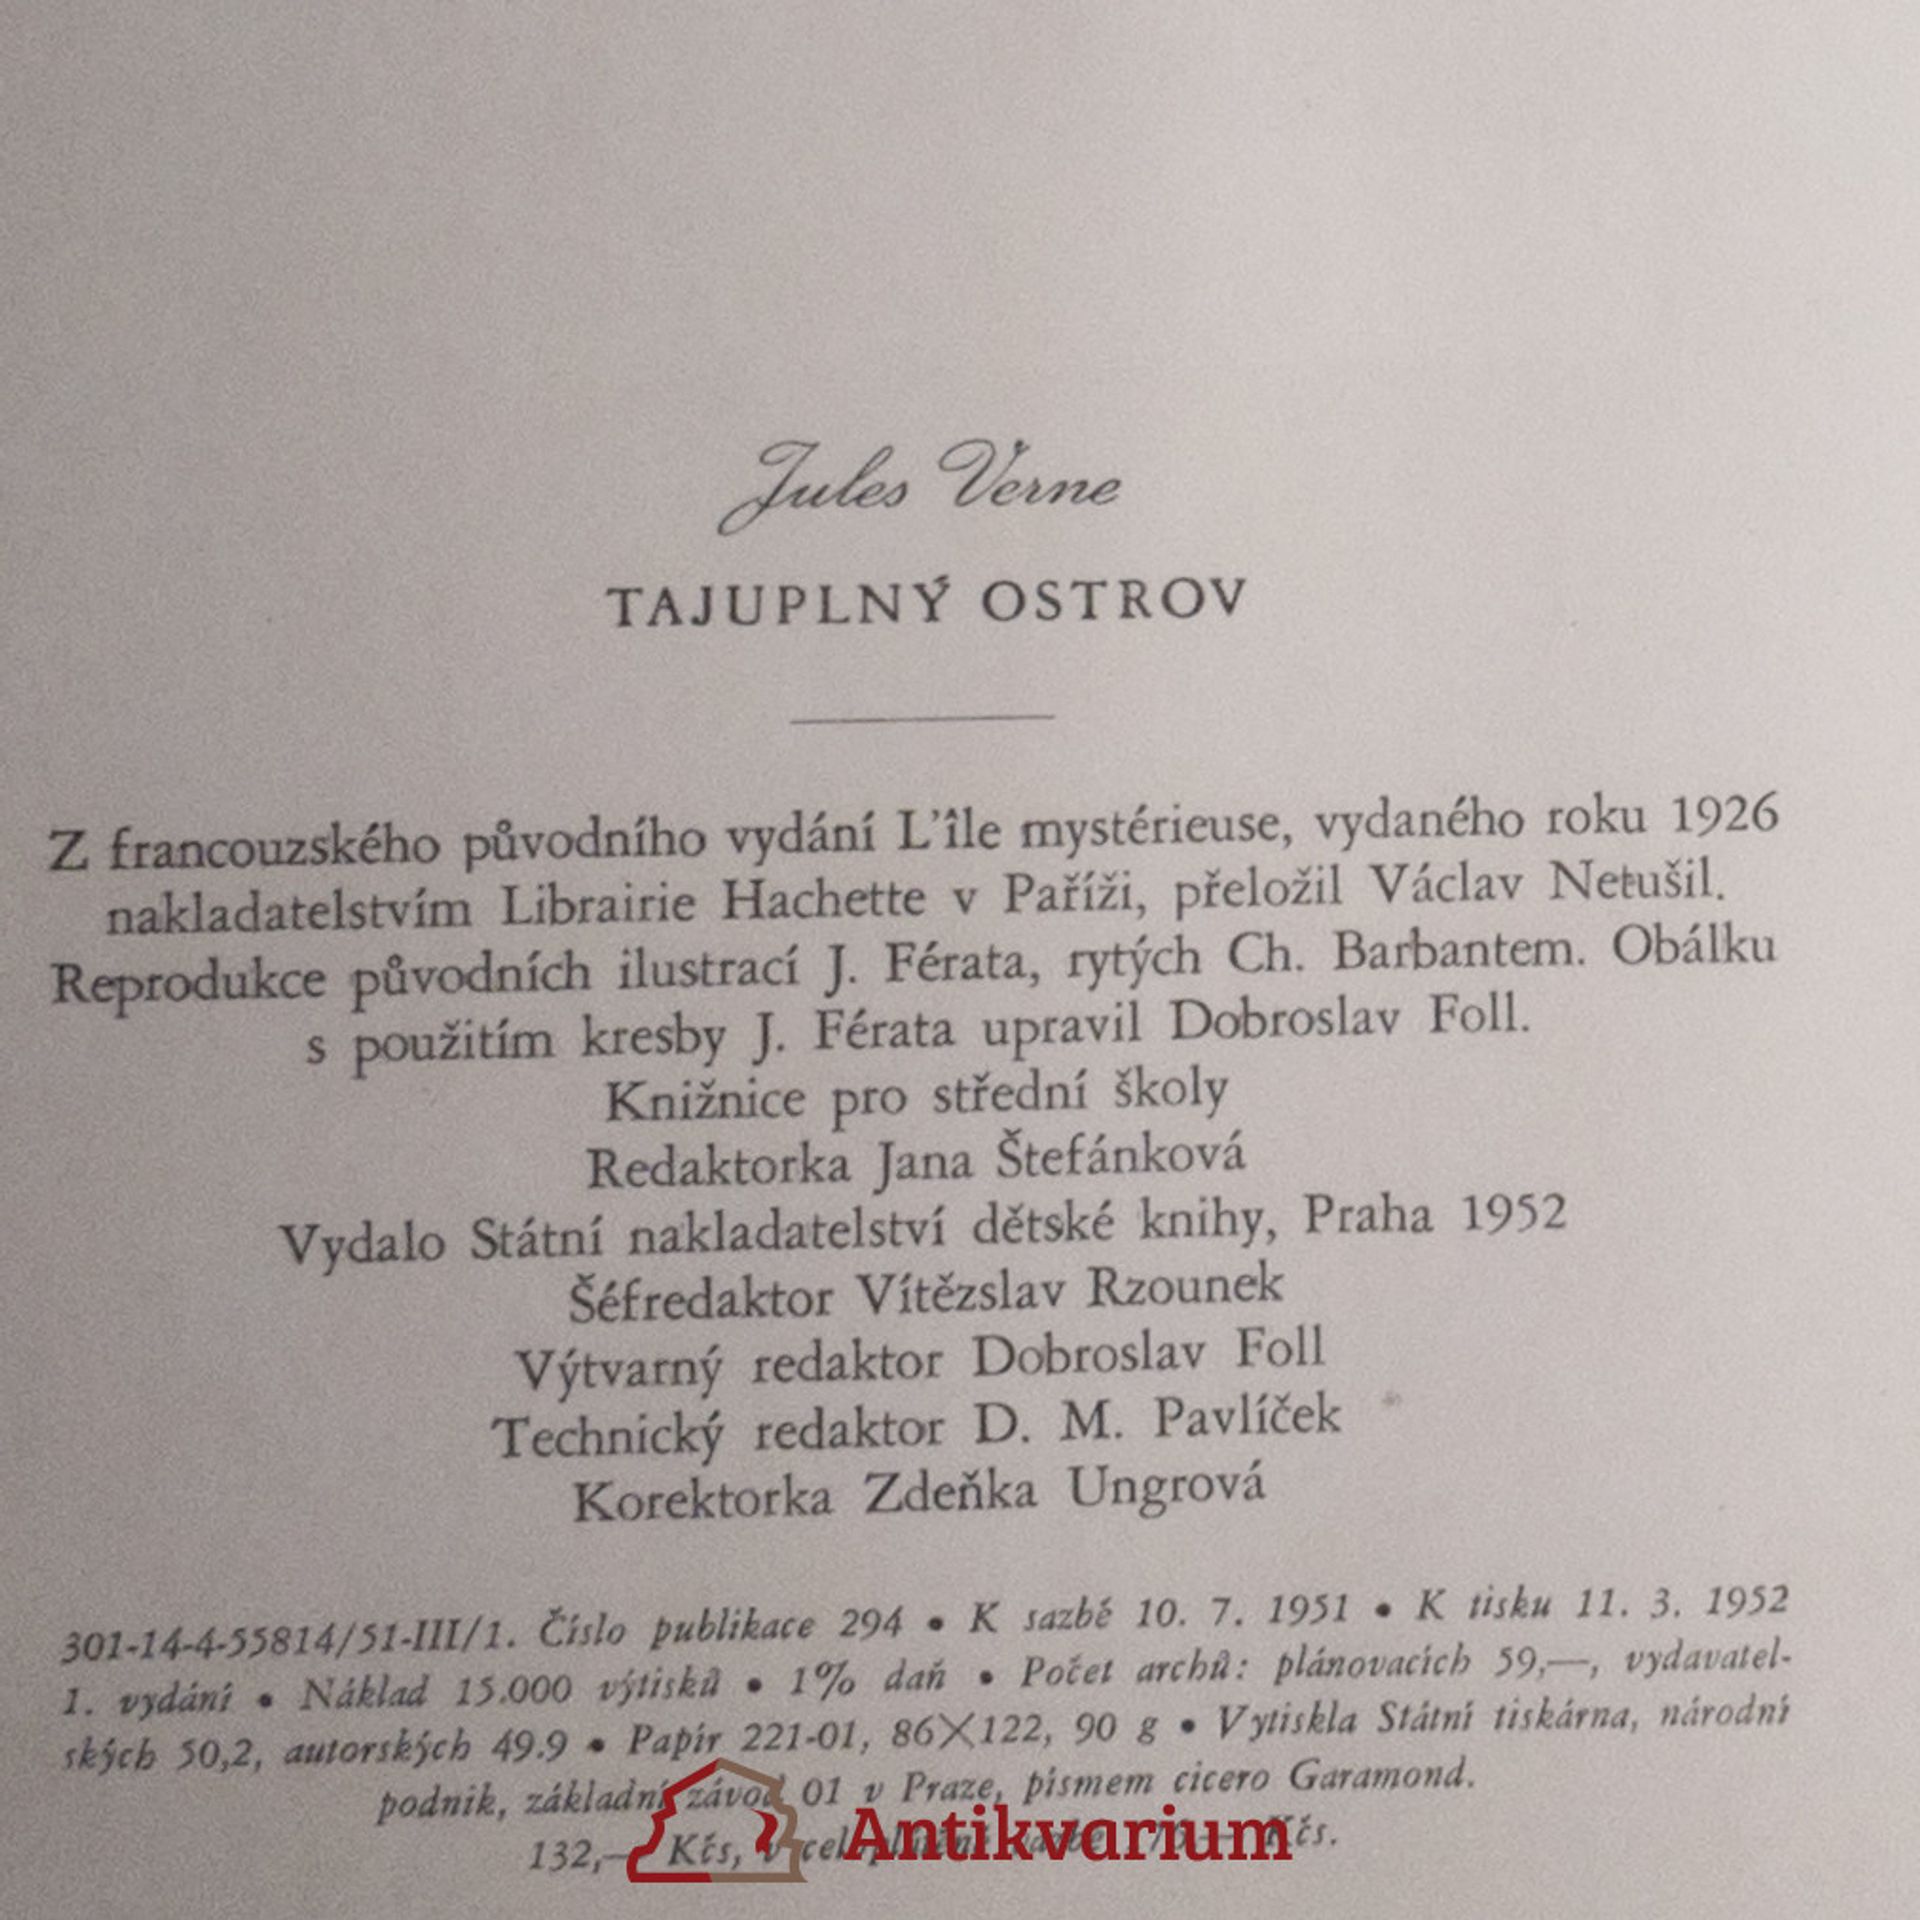 Jules Verne
TAJUPLNÝ OSTROV
Z francouzského původního vydání L’île mystérieuse, vydaného roku 1926
nakladatelstvím Librairie Hachette v Paříži, přeložil Václav Netušil.
Reprodukce původních ilustrací J. Férata, rytých Ch. Barbantem. Obálku
s použitím kresby J. Férata upravil Dobroslav Foll.
Knižnice pro střední školy
Redaktorka Jana Štefánková
Vydalo Státní nakladatelství dětské knihy, Praha 1952
Šéfredaktor Vítězslav Rzounek
Výtvarný redaktor Dobroslav Foll
Technický redaktor D. M. Pavlíček
Korektorka Zdeňka Ungrová
301-14-4-55814/51-III/1. Číslo publikace 294 • K sazbě 10. 7. 1951 • K tisku 11. 3. 1952
1. vydání • Náklad 15.000 výtisků • 1% daň • Počet archů: plánovacích 59,—, vydavatel-
ských 50,2, autorských 49.9 • Papír 221-01, 86×122, 90 g • Vytiskla Státní tiskárna, národní
podnik, základní závod 01 v Praze, písmem cicero Garamond.
132,— Kčs, v Kčs.
Antikvarium